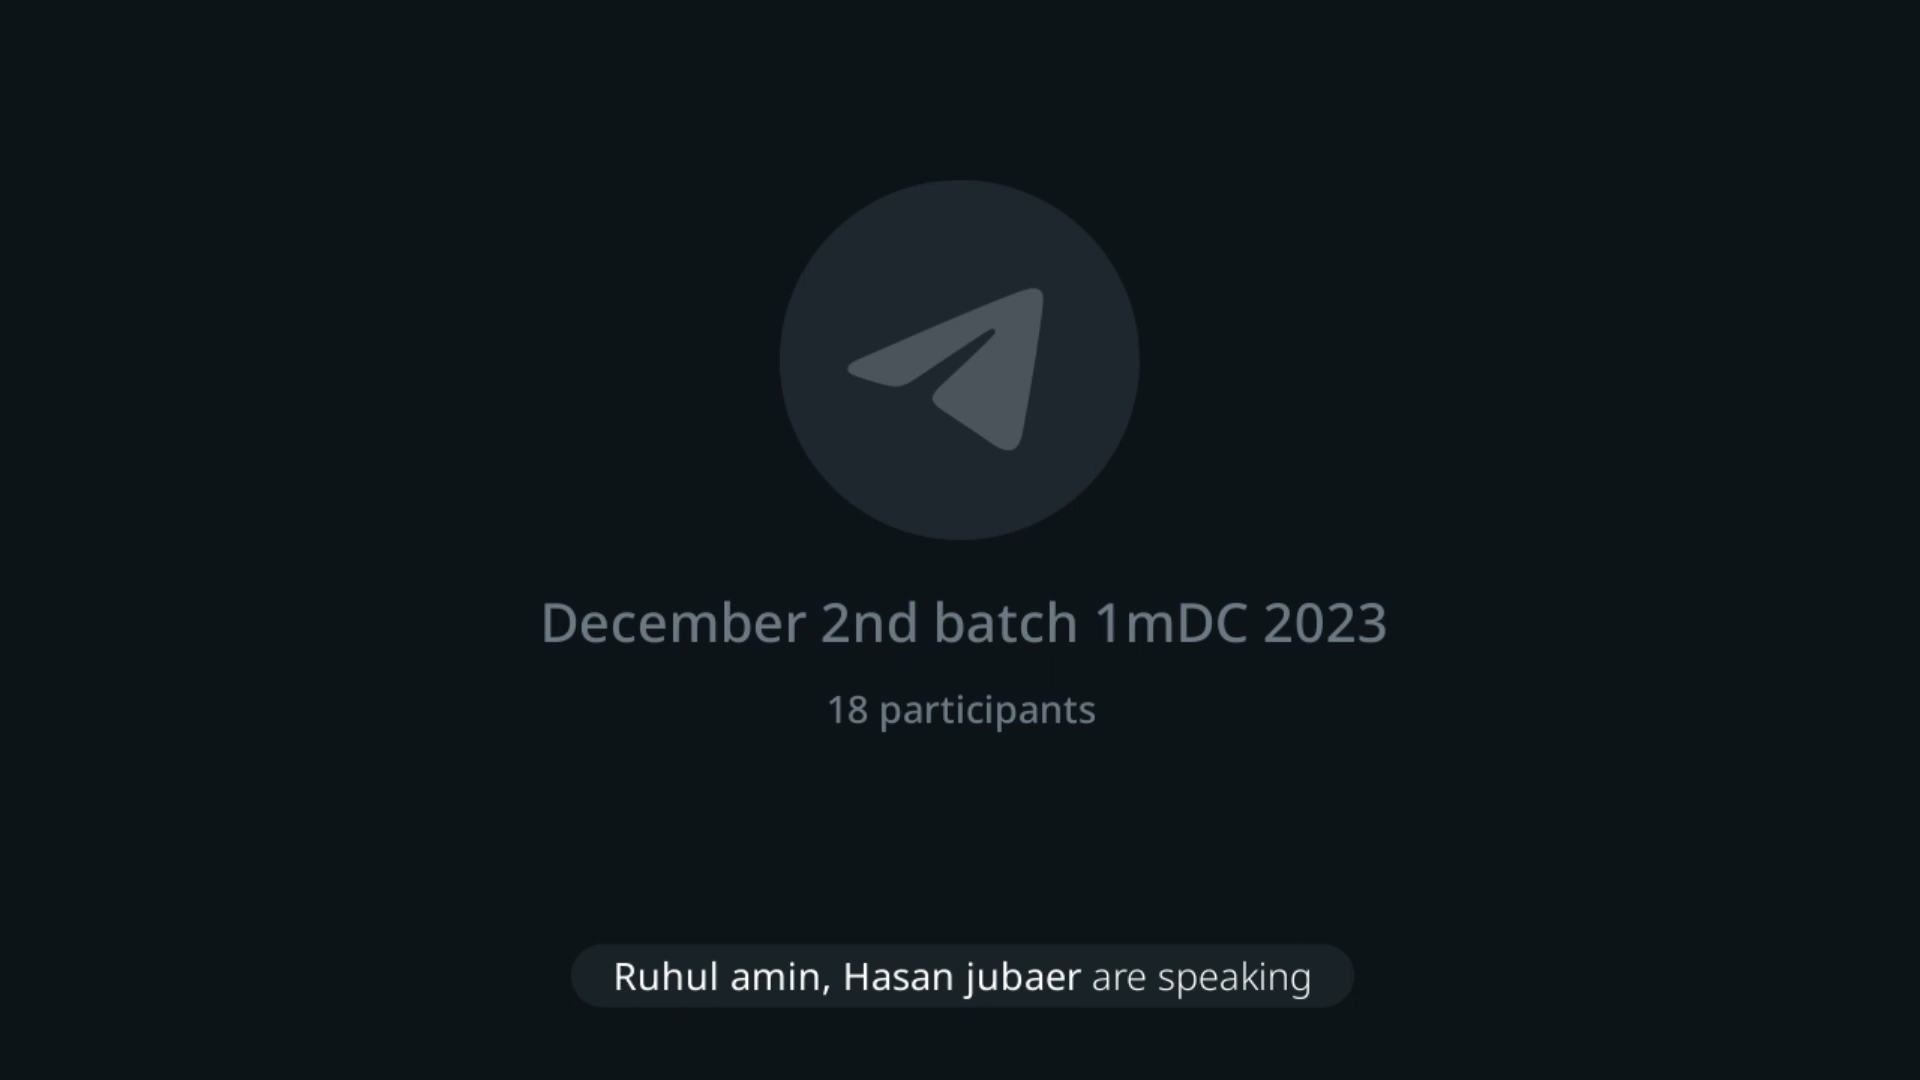 December 2nd batch 1mDC 2023
18 participants
Ruhul amin, Hasan jubaer are speaking